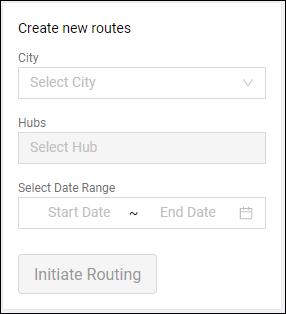 Create new routes
City
Select City
Hubs
Select Hub
Select Date Range
Start Date ~ End Date
Initiate Routing